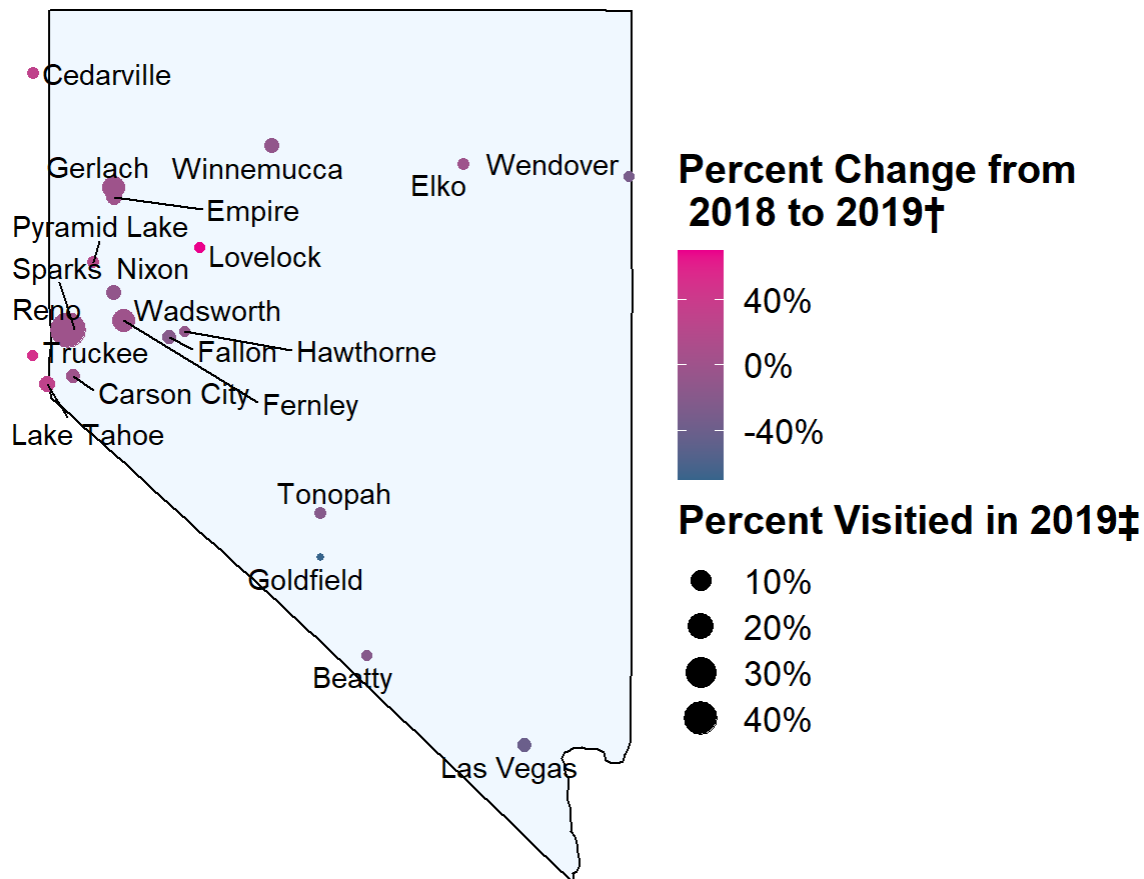 Cedarville
Gerlach
Winnemucca
Elko
Wendover
Empire
Pyramid Lake
Lovelock
Sparks
Nixon
Reno
Wadsworth
Truckee
Fallon
Hawthorne
Carson City
Fernley
Lake Tahoe
Tonopah
Goldfield
Beatty
Las Vegas
Percent Change from
2018 to 2019†
40%
0%
-40%
Percent Visitied in 2019‡
10%
20%
30%
40%